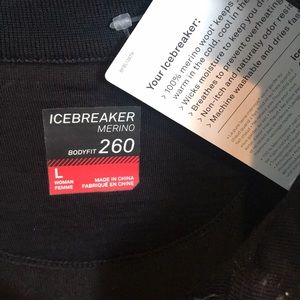 Your Icebreaker:
> 100% merino wool keeps
warm in the cold, cool in the
> Wicks moisture to keep you
> Breathes to prevent overheating
> Non-itch and naturally odor
> Machine washable and dries
ICEBREAKER
MERINO
BODYFIT 260
L
WOMAN
FEMME
MADE IN CHINA
FABRIQUÉ EN CHINE